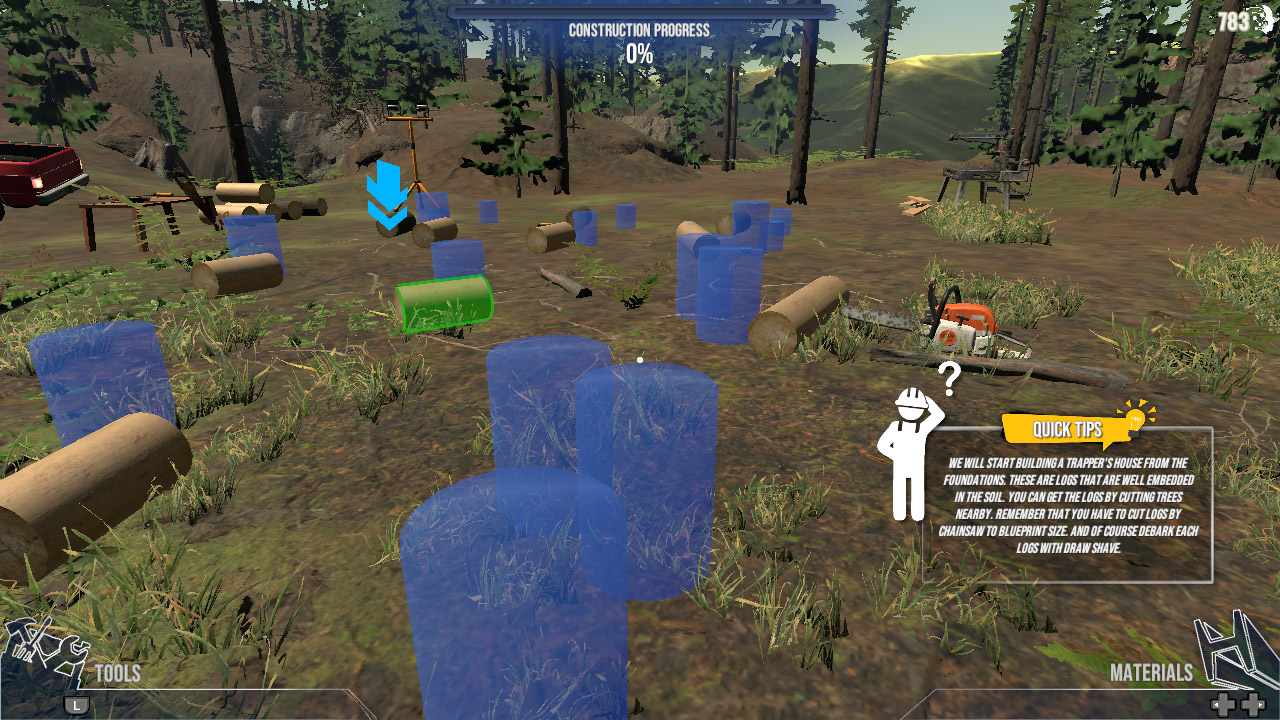 CONSTRUCTION PROGRESS
0%
783
QUICK TIPS
WE WILL START BUILDING A TRAPPER'S HOUSE FROM THE
FOUNDATIONS. THESE ARE LOGS THAT ARE WELL EMBEDDED
IN THE SOIL. YOU CAN GET THE LOGS BY CUTTING TREES
NEARBY. REMEMBER THAT YOU HAVE TO CUT LOGS BY
CHAINSAW TO BLUEPRINT SIZE. AND OF COURSE DEBARK EACH
LOGS WITH DRAW SHAVE.
TOOLS
L
MATERIALS